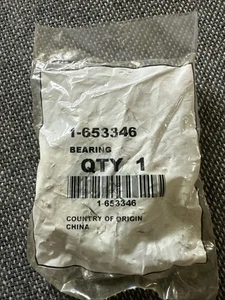 1-653346
BEARING
QTY 1
1-653346
COUNTRY OF ORIGIN
CHINA